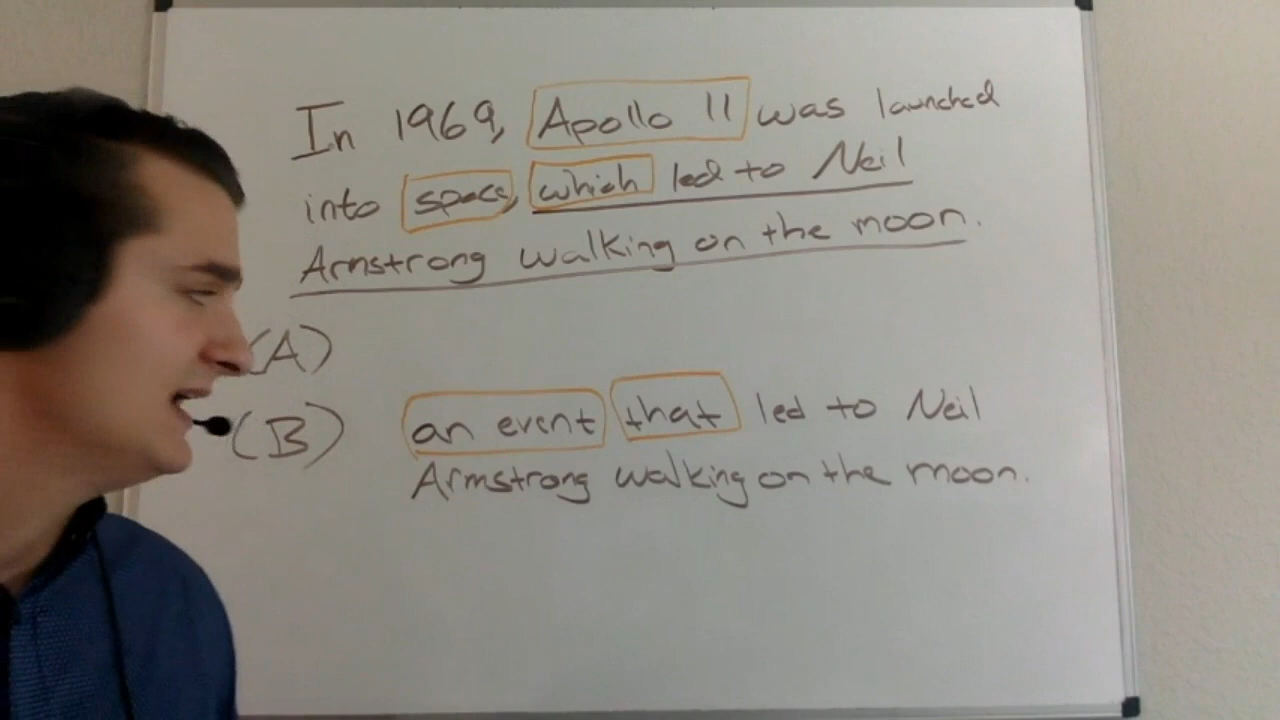 In 1969, Apollo 11 was launched
into space, which led to Neil
Armstrong walking on the moon.
(A)
(B) an event that led to Neil
Armstrong walking on the moon.